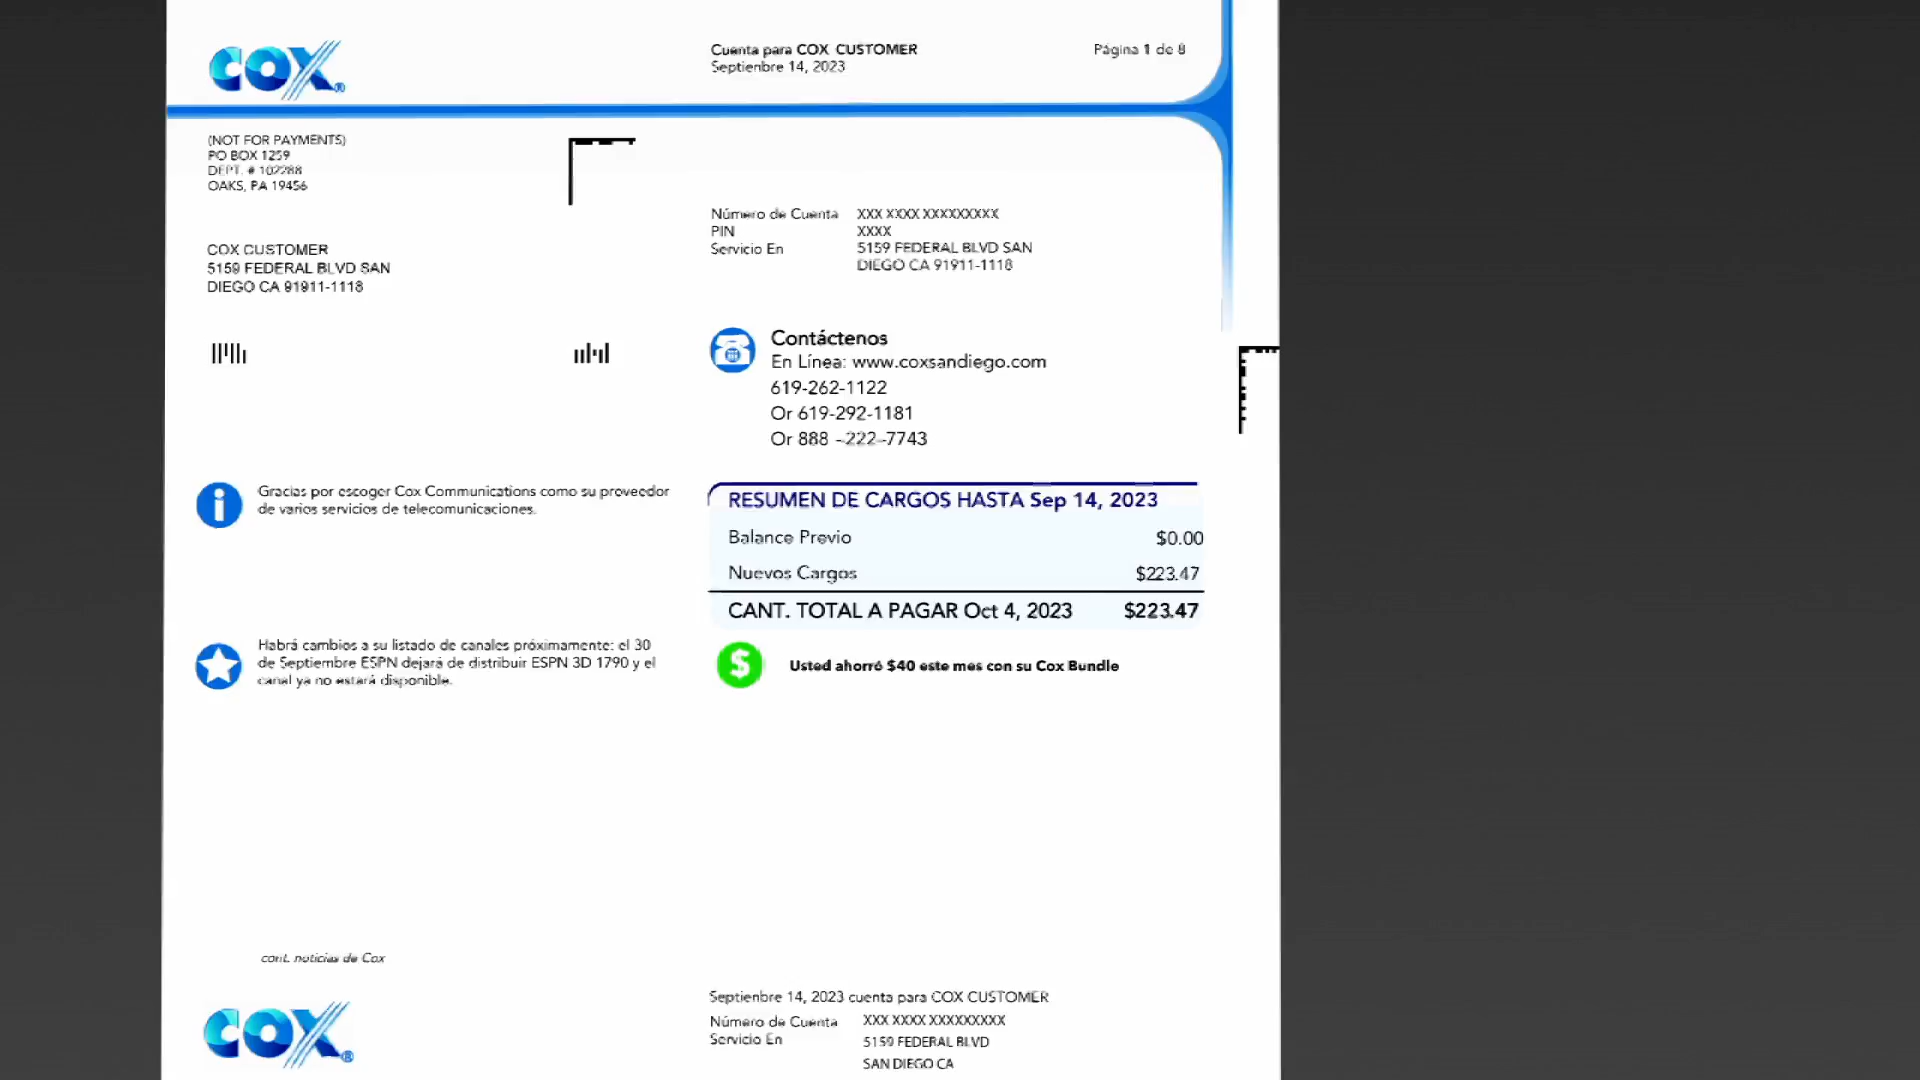 COX
Cuenta para COX CUSTOMER
Septienbre 14, 2023
Página 1 de 8
(NOT FOR PAYMENTS)
PO BOX 1259
DEPT. # 102288
OAKS, PA 19456
Número de Cuenta XXX XXXX XXXXXXXXX
PIN XXXX
Servicio En 5159 FEDERAL BLVD SAN
DIEGO CA 91911-1118
COX CUSTOMER
5159 FEDERAL BLVD SAN
DIEGO CA 91911-1118
Contáctenos
En Línea: www.coxsandiego.com
619-262-1122
Or 619-292-1181
Or 888 -222-7743
Gracias por escoger Cox Communications como su proveedor
de varios servicios de telecomunicaciones.
RESUMEN DE CARGOS HASTA Sep 14, 2023
Balance Previo $0.00
Nuevos Cargos $223.47
CANT. TOTAL A PAGAR Oct 4, 2023 $223.47
Habrá cambios a su listado de canales próximamente: el 30
de Septiembre ESPN dejará de distribuir ESPN 3D 1790 y el
canal ya no estará disponible.
$ Usted ahorró $40 este mes con su Cox Bundle
cont. noticias de Cox
COX
Septienbre 14, 2023 cuenta para COX CUSTOMER
Número de Cuenta XXX XXXX XXXXXXXXX
Servicio En 5159 FEDERAL BLVD
SAN DIEGO CA